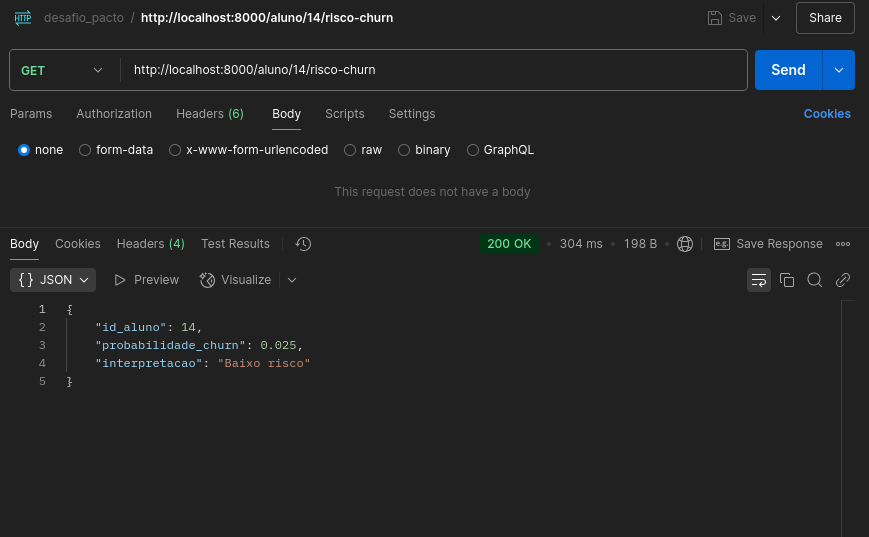 HTTP desafio_pacto / http://localhost:8000/aluno/14/risco-churn Save Share
GET http://localhost:8000/aluno/14/risco-churn Send
Params Authorization Headers (6) Body Scripts Settings Cookies
none form-data x-www-form-urlencoded raw binary GraphQL
This request does not have a body
Body Cookies Headers (4) Test Results 200 OK • 304 ms • 198 B • e.g. Save Response
{} JSON Preview Visualize
1 {
2 "id_aluno": 14,
3 "probabilidade_churn": 0.025,
4 "interpretacao": "Baixo risco"
5 }